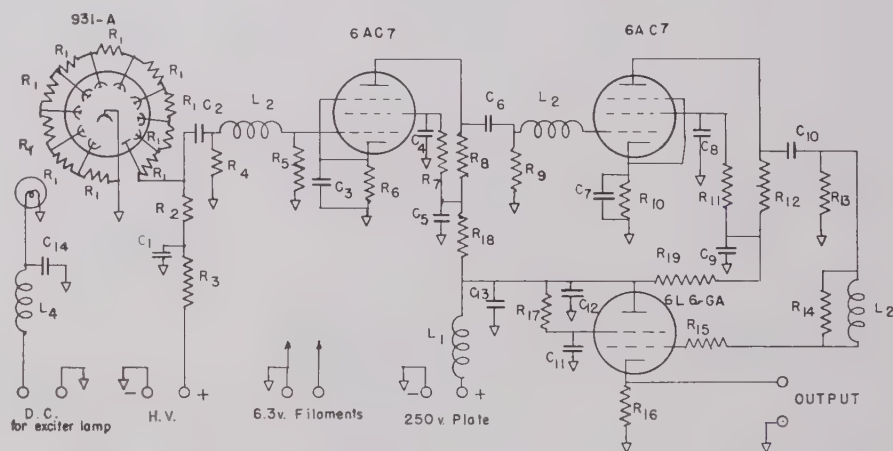 931-A
6AC7
6AC7
R1
R1
R1
R1
R1
R1
R1
R1
R1
R1
C2
L2
R4
R2
C1
R3
R5
C3
R6
C4
R7
C5
R8
R18
C6
L2
R9
C7
R10
C8
R11
C9
R12
C10
R13
C14
L4
C13
L1
R17
C12
C11
R19
6L6-GA
R15
R14
L2
R16
OUTPUT
D.C.
for exciter lamp
- H.V. +
6.3v. Filaments
- 250 v. Plate +